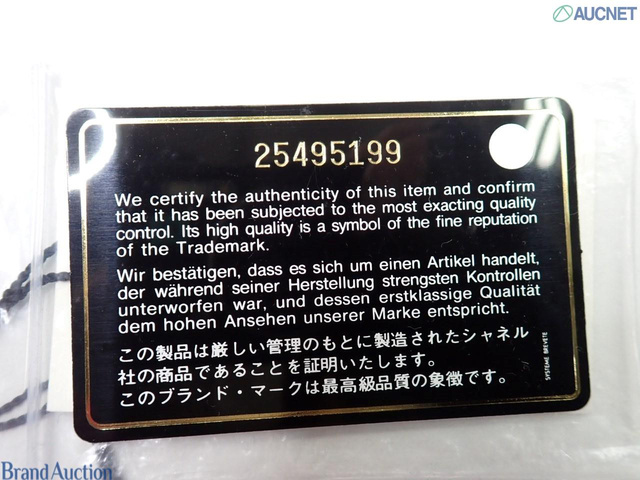 AUCNET
25495199
We certify the authenticity of this item and confirm
that it has been subjected to the most exacting quality
control. Its high quality is a symbol of the fine reputation
of the Trademark.
Wir bestätigen, dass es sich um einen Artikel handelt,
der während seiner Herstellung strengsten Kontrollen
unterworfen war, und dessen erstklassige Qualität
dem hohen Ansehen unserer Marke entspricht.
この製品は厳しい管理のもとに製造されたシャネル
社の商品であることを証明いたします。
このブランド・マークは最高級品質の象徴です。
SYSTEME BREVETE
Brand Auction